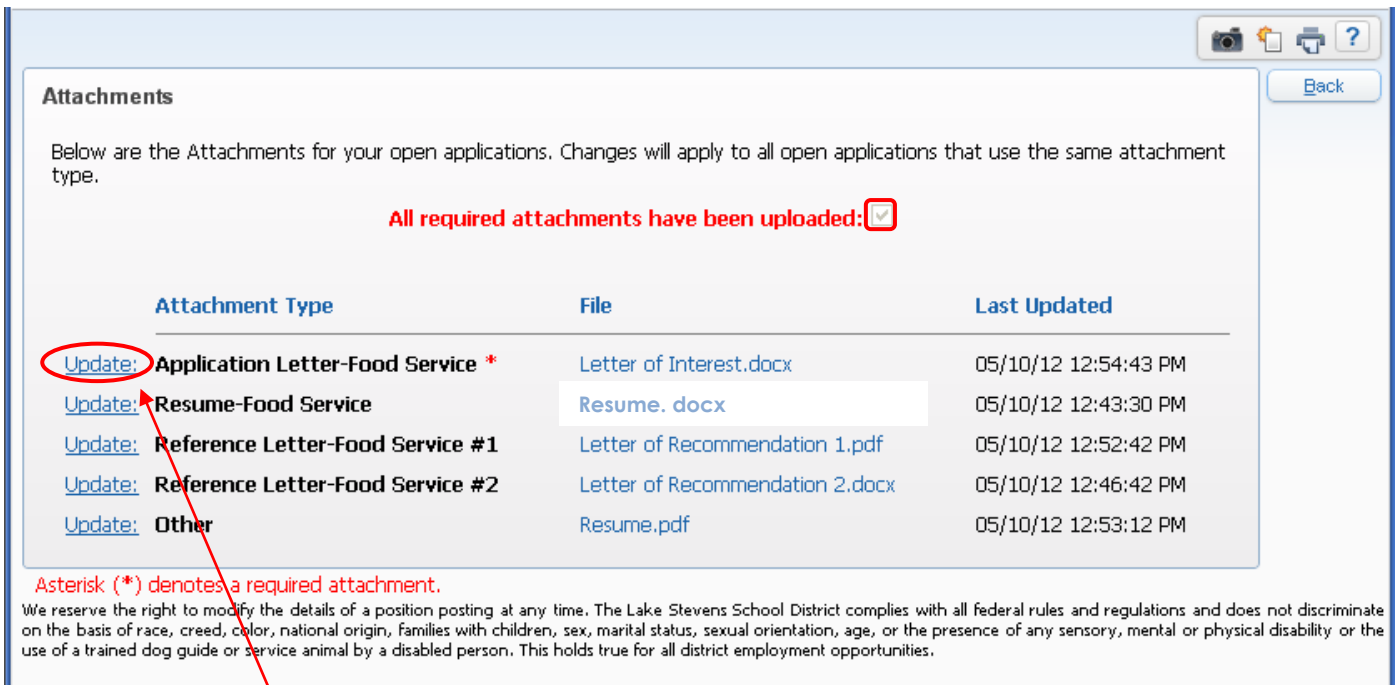 ?
Back
Attachments
Below are the Attachments for your open applications. Changes will apply to all open applications that use the same attachment
type.
All required attachments have been uploaded:
Attachment Type File Last Updated
Update: Application Letter-Food Service * Letter of Interest.docx 05/10/12 12:54:43 PM
Update: Resume-Food Service Resume. docx 05/10/12 12:43:30 PM
Update: Reference Letter-Food Service #1 Letter of Recommendation 1.pdf 05/10/12 12:52:42 PM
Update: Reference Letter-Food Service #2 Letter of Recommendation 2.docx 05/10/12 12:46:42 PM
Update: Other Resume.pdf 05/10/12 12:53:12 PM
Asterisk (*) denotes a required attachment.
We reserve the right to modify the details of a position posting at any time. The Lake Stevens School District complies with all federal rules and regulations and does not discriminate
on the basis of race, creed, color, national origin, families with children, sex, marital status, sexual orientation, age, or the presence of any sensory, mental or physical disability or the
use of a trained dog guide or service animal by a disabled person. This holds true for all district employment opportunities.